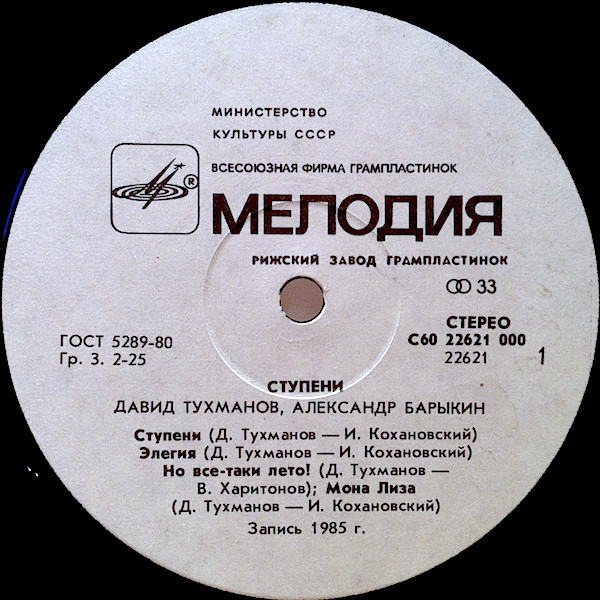 МИНИСТЕРСТВО
КУЛЬТУРЫ СССР
ВСЕСОЮЗНАЯ ФИРМА ГРАМПЛАСТИНОК
®
МЕЛОДИЯ
РИЖСКИЙ ЗАВОД ГРАМПЛАСТИНОК
33
ГОСТ 5289-80
Гр. 3. 2-25
СТЕРЕО
С60 22621 000
22621 1
СТУПЕНИ
ДАВИД ТУХМАНОВ, АЛЕКСАНДР БАРЫКИН
Ступени (Д. Тухманов — И. Кохановский)
Элегия (Д. Тухманов — И. Кохановский)
Но все-таки лето! (Д. Тухманов —
В. Харитонов); Мона Лиза
(Д. Тухманов — И. Кохановский)
Запись 1985 г.